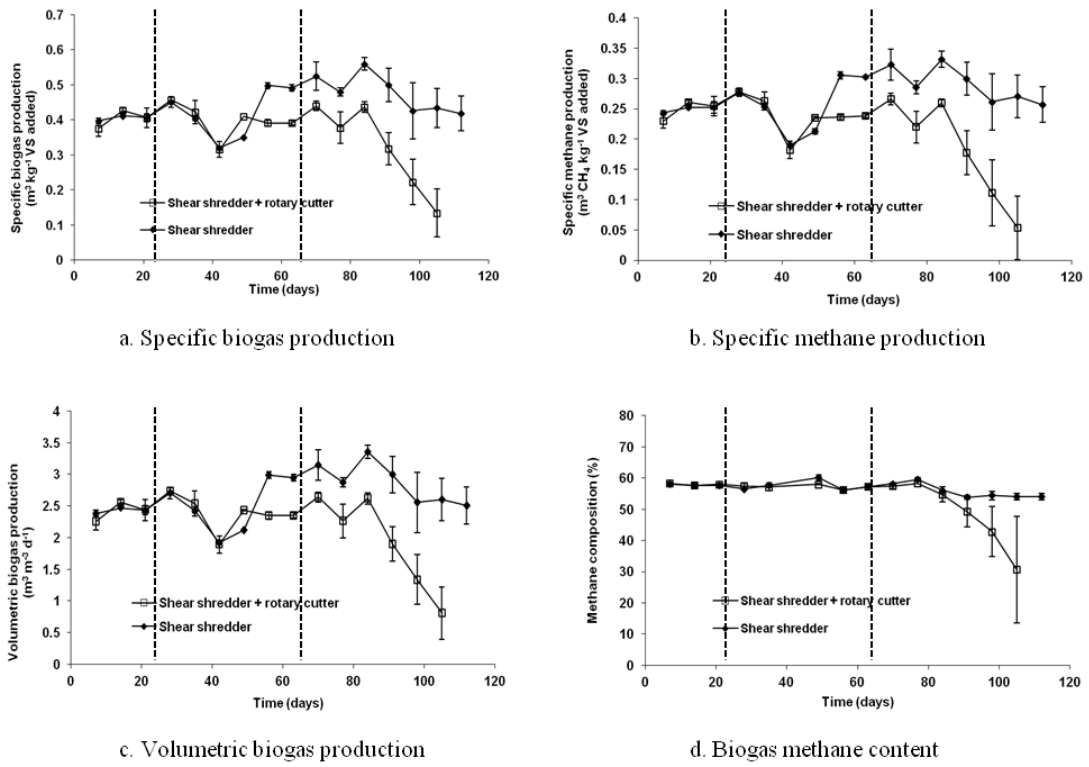 0.7
0.6
0.5
0.4
0.3
0.2
0.1
0
Specific biogas production
(m³ kg⁻¹ VS added)
Shear shredder + rotary cutter
Shear shredder
0 20 40 60 80 100 120
Time (days)
a. Specific biogas production
0.4
0.35
0.3
0.25
0.2
0.15
0.1
0.05
0
Specific methane production
(m³ CH₄ kg⁻¹ VS added)
Shear shredder + rotary cutter
Shear shredder
0 20 40 60 80 100 120
Time (days)
b. Specific methane production
4
3.5
3
2.5
2
1.5
1
0.5
0
Volumetric biogas production
(m³ m⁻³ d⁻¹)
Shear shredder + rotary cutter
Shear shredder
0 20 40 60 80 100 120
Time (days)
c. Volumetric biogas production
80
70
60
50
40
30
20
10
0
Methane composition (%)
Shear shredder + rotary cutter
Shear shredder
0 20 40 60 80 100 120
Time (days)
d. Biogas methane content